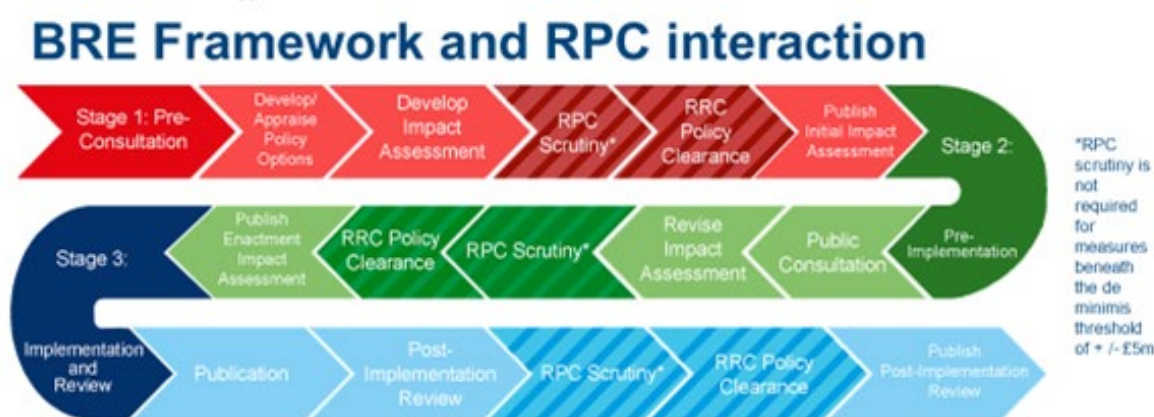 BRE Framework and RPC interaction
Stage 1: Pre-
Consultation
Develop/
Appraise
Policy
Options
Develop
Impact
Assessment
RPC
Scrutiny*
RRC
Policy
Clearance
Publish
Initial Impact
Assessment
Stage 2:
Pre-
Implementation
Public
Consultation
Revise
Impact
Assessment
RPC Scrutiny*
RRC Policy
Clearance
Publish
Enactment
Impact
Assessment
Stage 3:
Implementation
and
Review
Publication
Post-
Implementation
Review
RPC Scrutiny*
RRC Policy
Clearance
Publish
Post-Implementation
Review
*RPC
scrutiny is
not
required
for
measures
beneath
the de
minimis
threshold
of + /- £5m